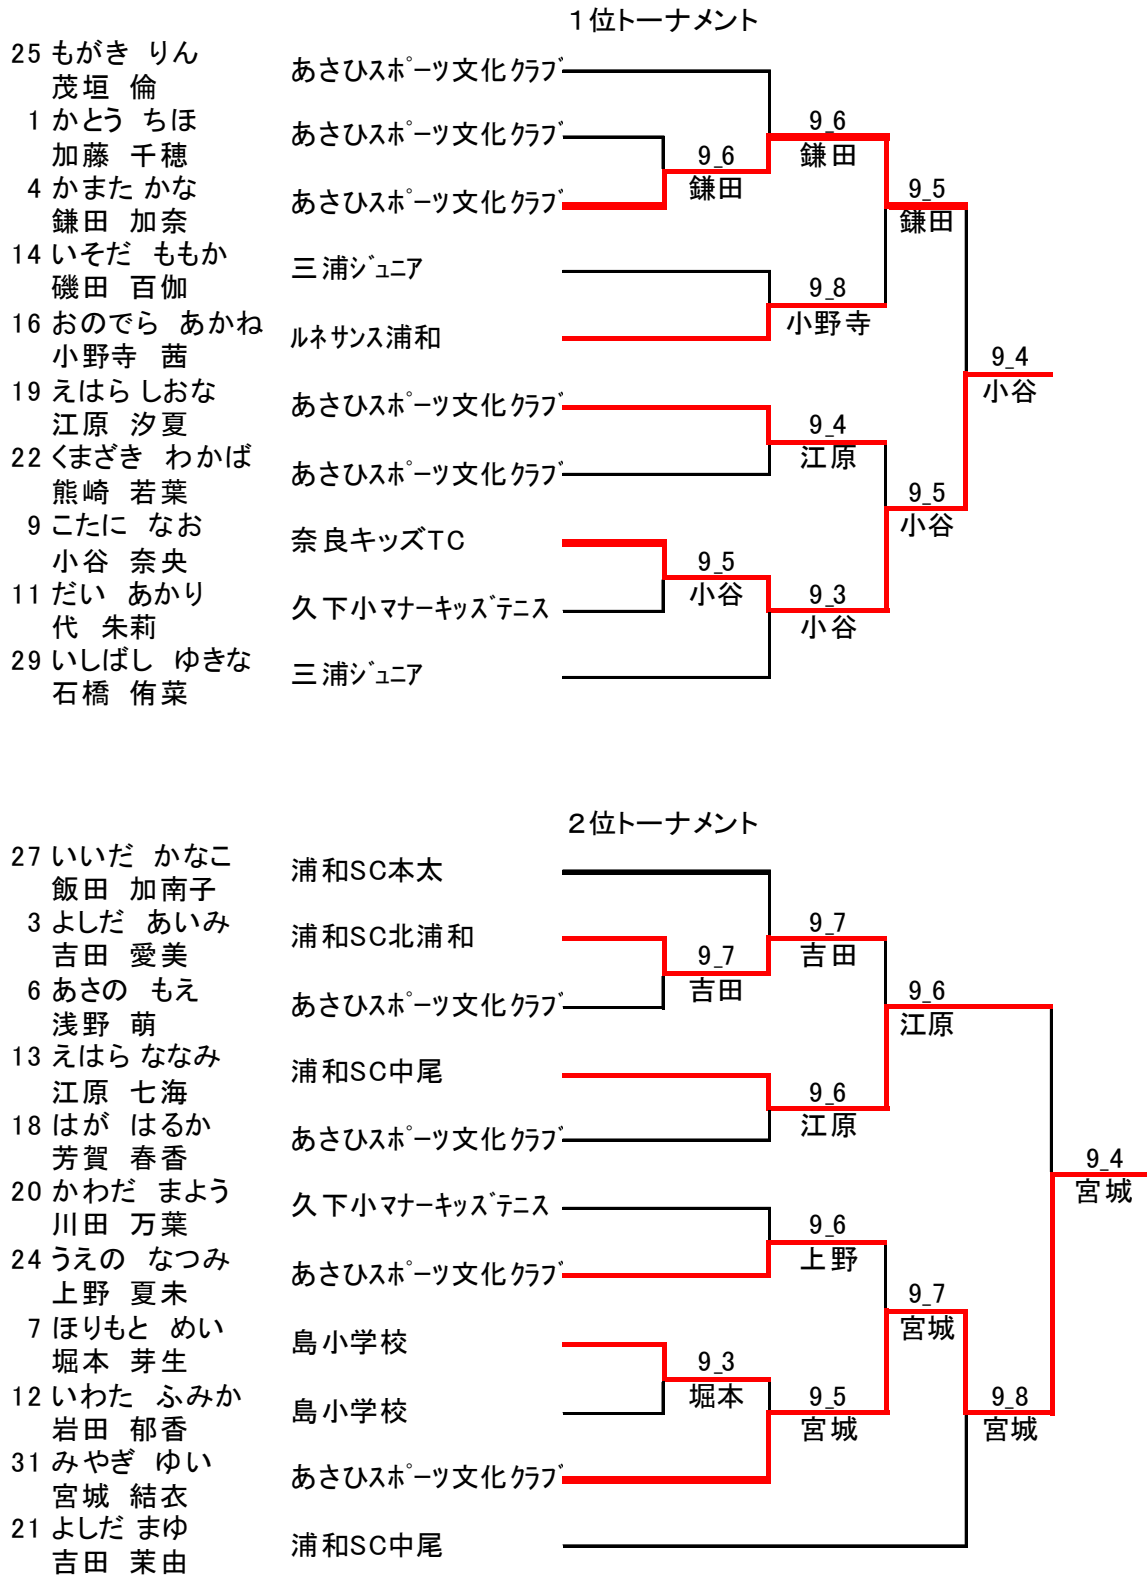 1位トーナメント
25 もがき りん
茂垣 倫
あさひスポーツ文化クラブ
1 かとう ちほ
加藤 千穂
あさひスポーツ文化クラブ
4 かまた かな
鎌田 加奈
あさひスポーツ文化クラブ
9_6
鎌田
9_6
鎌田
9_5
鎌田
14 いそだ ももか
磯田 百伽
三浦ジュニア
16 おのでら あかね
小野寺 茜
ルネサンス浦和
9_8
小野寺
9_4
小谷
19 えはら しおな
江原 汐夏
あさひスポーツ文化クラブ
22 くまざき わかば
熊崎 若葉
あさひスポーツ文化クラブ
9_4
江原
9_5
小谷
9 こたに なお
小谷 奈央
奈良キッズTC
11 だい あかり
代 朱莉
久下小マナーキッズテニス
9_5
小谷
9_3
小谷
29 いしばし ゆきな
石橋 侑菜
三浦ジュニア
2位トーナメント
27 いいだ かなこ
飯田 加南子
浦和SC本太
3 よしだ あいみ
吉田 愛美
浦和SC北浦和
6 あさの もえ
浅野 萌
あさひスポーツ文化クラブ
9_7
吉田
9_7
吉田
9_6
江原
13 えはら ななみ
江原 七海
浦和SC中尾
18 はが はるか
芳賀 春香
あさひスポーツ文化クラブ
9_6
江原
9_4
宮城
20 かわだ まよう
川田 万葉
久下小マナーキッズテニス
24 うえの なつみ
上野 夏未
あさひスポーツ文化クラブ
9_6
上野
9_7
宮城
7 ほりもと めい
堀本 芽生
島小学校
12 いわた ふみか
岩田 郁香
島小学校
9_3
堀本
9_5
宮城
9_8
宮城
31 みやぎ ゆい
宮城 結衣
あさひスポーツ文化クラブ
21 よしだ まゆ
吉田 茉由
浦和SC中尾